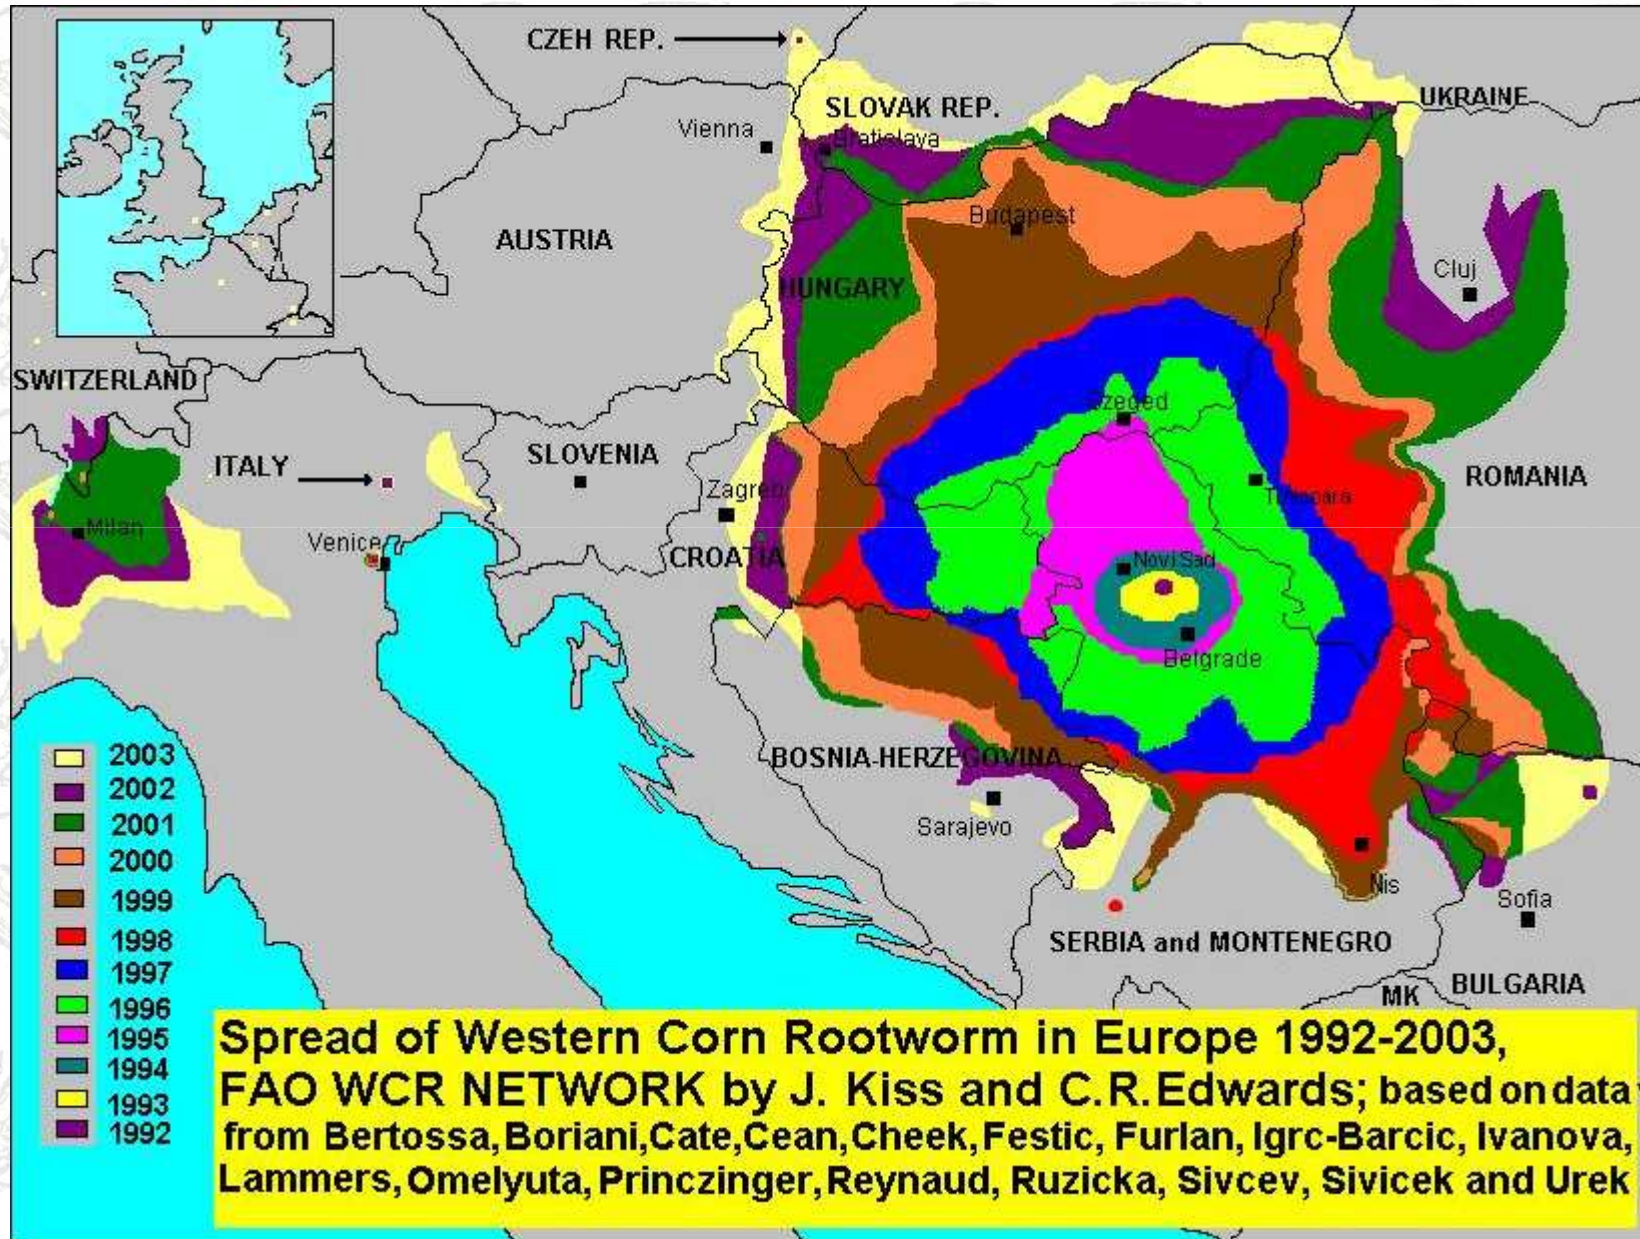 CZEH REP.
SLOVAK REP.
UKRAINE
Vienna
Bratislava
Budapest
AUSTRIA
HUNGARY
Cluj
SWITZERLAND
Szeged
SLOVENIA
ITALY
ROMANIA
Zagreb
Timisoara
Milan
Venice
CROATIA
Novi Sad
Belgrade
BOSNIA-HERZEGOVINA
Sarajevo
Nis
Sofia
SERBIA and MONTENEGRO
BULGARIA
MK
2003
2002
2001
2000
1999
1998
1997
1996
1995
1994
1993
1992
Spread of Western Corn Rootworm in Europe 1992-2003,
FAO WCR NETWORK by J. Kiss and C.R.Edwards; based on data
from Bertossa, Boriani, Cate, Cean, Cheek, Festic, Furlan, Igrc-Barcic, Ivanova,
Lammers, Omelyuta, Princzinger, Reynaud, Ruzicka, Sivcev, Sivicek and Urek